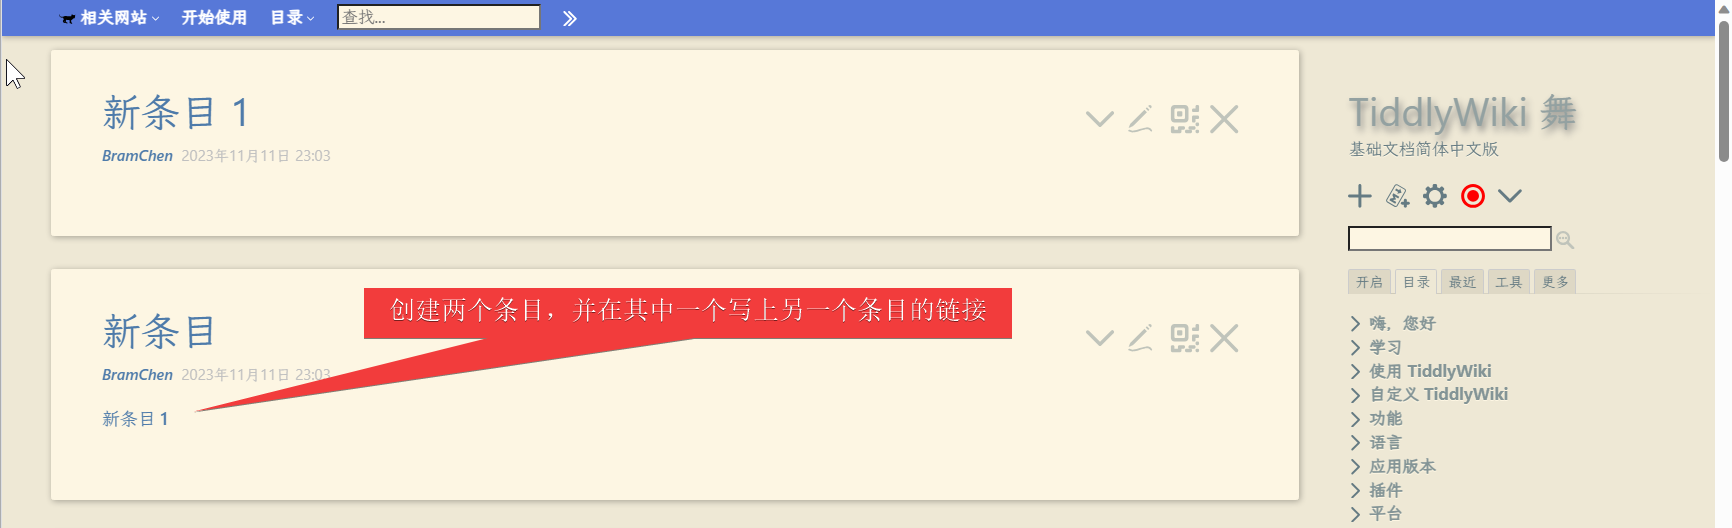 相关网站 开始使用 目录 查找...
新条目 1
BramChen 2023年11月11日 23:03
新条目
创建两个条目，并在其中一个写上另一个条目的链接
BramChen 2023年11月11日 23:03
新条目 1
TiddlyWiki 舞
基础文档简体中文版
开启 目录 最近 工具 更多
嗨，您好
学习
使用 TiddlyWiki
自定义 TiddlyWiki
功能
语言
应用版本
插件
平台